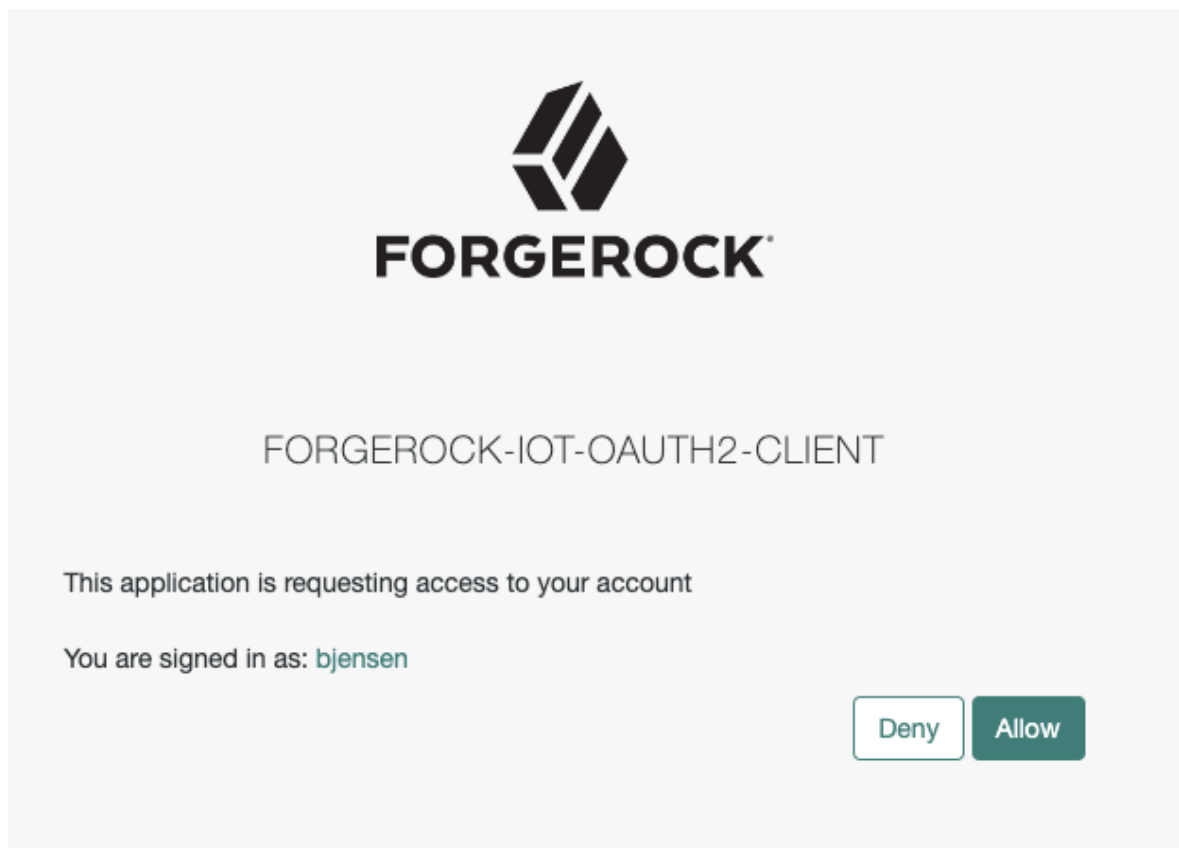 FORGEROCK
FORGEROCK-IOT-OAUTH2-CLIENT
This application is requesting access to your account
You are signed in as: bjensen
Deny Allow